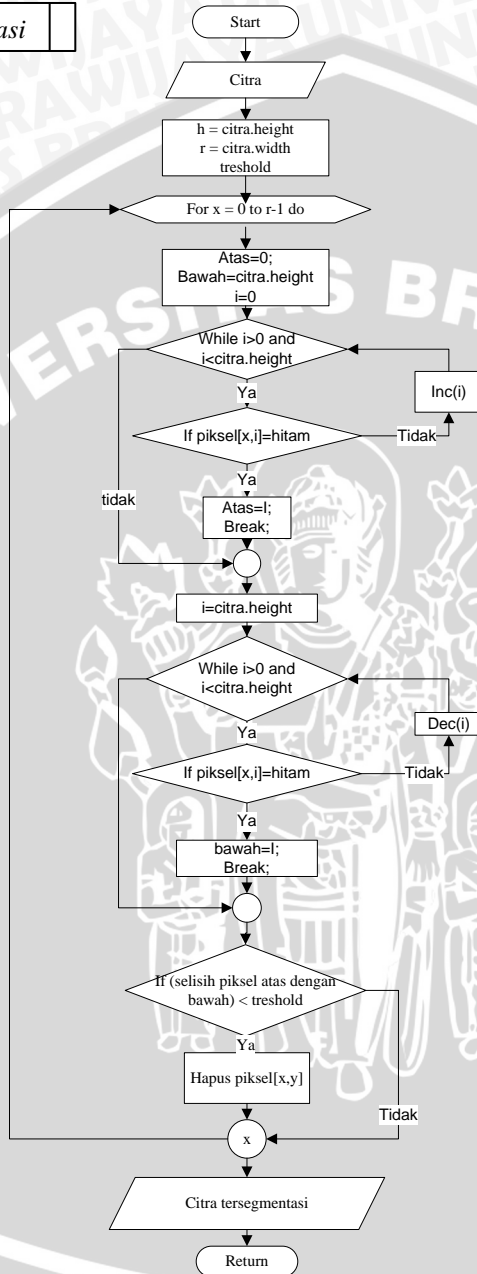 asi
Start
Citra
h = citra.height
r = citra.width
treshold
For x = 0 to r-1 do
Atas=0;
Bawah=citra.height
i=0
While i>0 and
i<citra.height
Inc(i)
Ya
If piksel[x,i]=hitam
Tidak
Ya
tidak
Atas=I;
Break;
i=citra.height
While i>0 and
i<citra.height
Dec(i)
Ya
If piksel[x,i]=hitam
Tidak
Ya
bawah=I;
Break;
If (selisih piksel atas dengan
bawah) < treshold
Ya
Hapus piksel[x,y]
Tidak
x
Citra tersegmentasi
Return